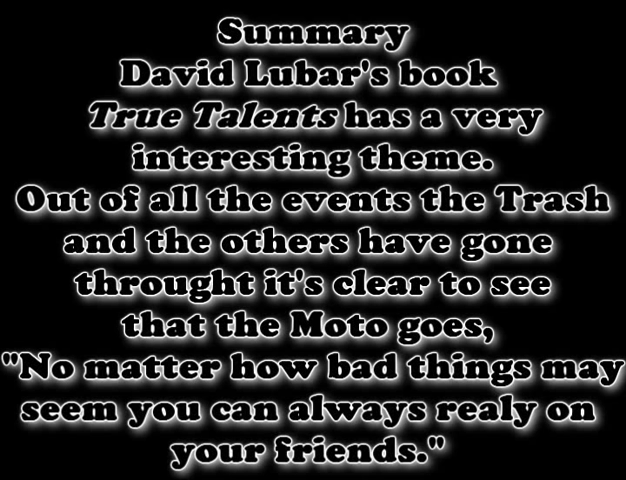 Summary
David Lubar's book
True Talents has a very
interesting theme.
Out of all the events the Trash
and the others have gone
throught it's clear to see
that the Moto goes,
"No matter how bad things may
seem you can always realy on
your friends."